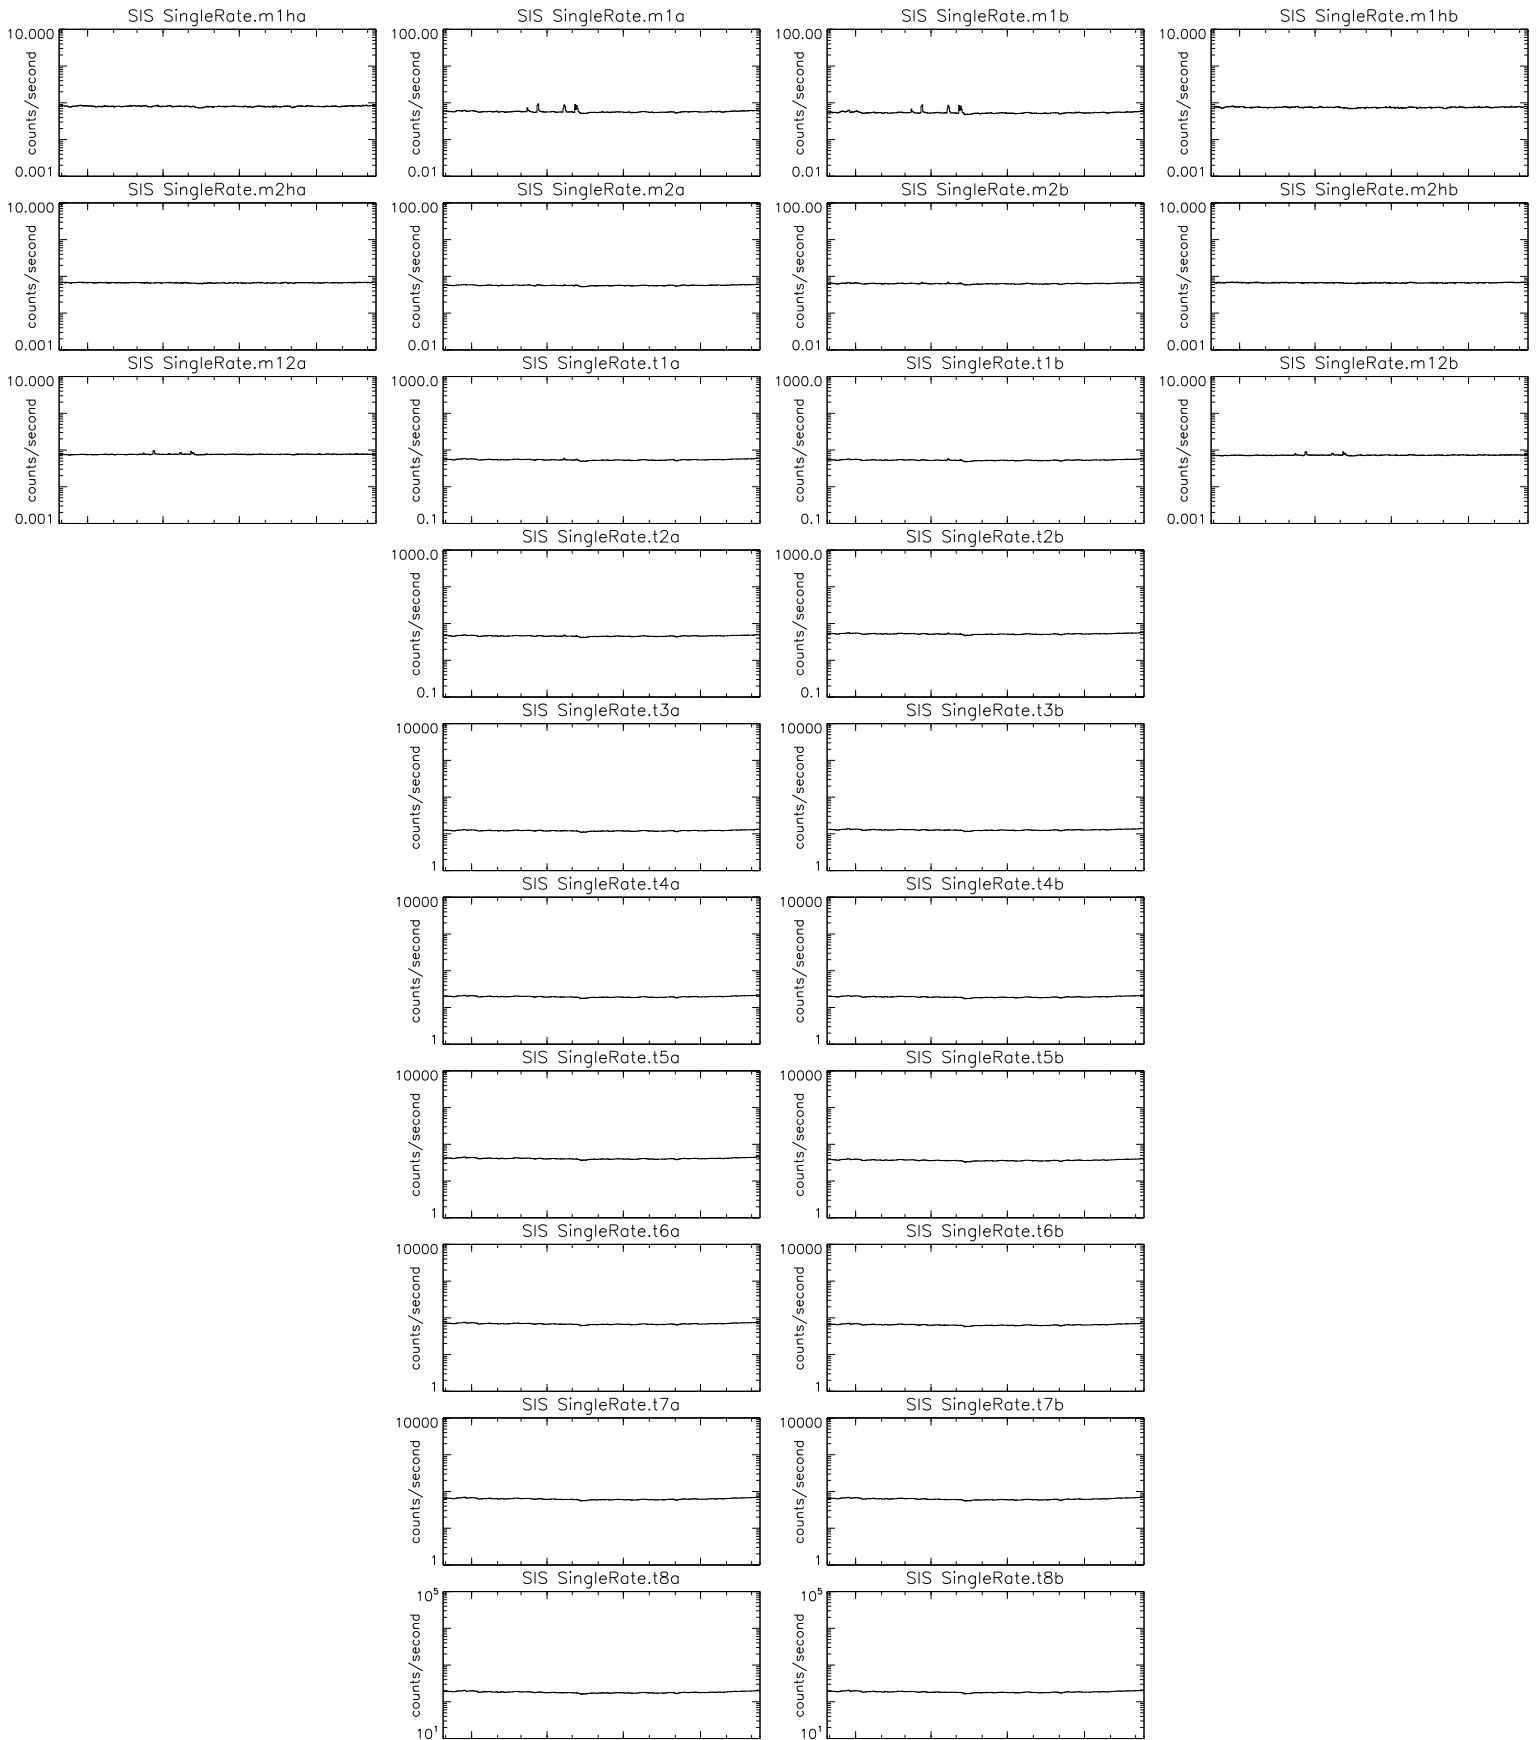 SIS SingleRate.m1ha
10.000
counts/second
0.001
SIS SingleRate.m1a
100.00
counts/second
0.01
SIS SingleRate.m1b
100.00
counts/second
0.01
SIS SingleRate.m1hb
10.000
counts/second
0.001
SIS SingleRate.m2ha
10.000
counts/second
0.001
SIS SingleRate.m2a
100.00
counts/second
0.01
SIS SingleRate.m2b
100.00
counts/second
0.01
SIS SingleRate.m2hb
10.000
counts/second
0.001
SIS SingleRate.m12a
10.000
counts/second
0.001
SIS SingleRate.t1a
1000.0
counts/second
0.1
SIS SingleRate.t1b
1000.0
counts/second
0.1
SIS SingleRate.m12b
10.000
counts/second
0.001
SIS SingleRate.t2a
1000.0
counts/second
0.1
SIS SingleRate.t2b
1000.0
counts/second
0.1
SIS SingleRate.t3a
10000
counts/second
1
SIS SingleRate.t3b
10000
counts/second
1
SIS SingleRate.t4a
10000
counts/second
1
SIS SingleRate.t4b
10000
counts/second
1
SIS SingleRate.t5a
10000
counts/second
1
SIS SingleRate.t5b
10000
counts/second
1
SIS SingleRate.t6a
10000
counts/second
1
SIS SingleRate.t6b
10000
counts/second
1
SIS SingleRate.t7a
10000
counts/second
1
SIS SingleRate.t7b
10000
counts/second
1
SIS SingleRate.t8a
10⁵
counts/second
10¹
SIS SingleRate.t8b
10⁵
counts/second
10¹